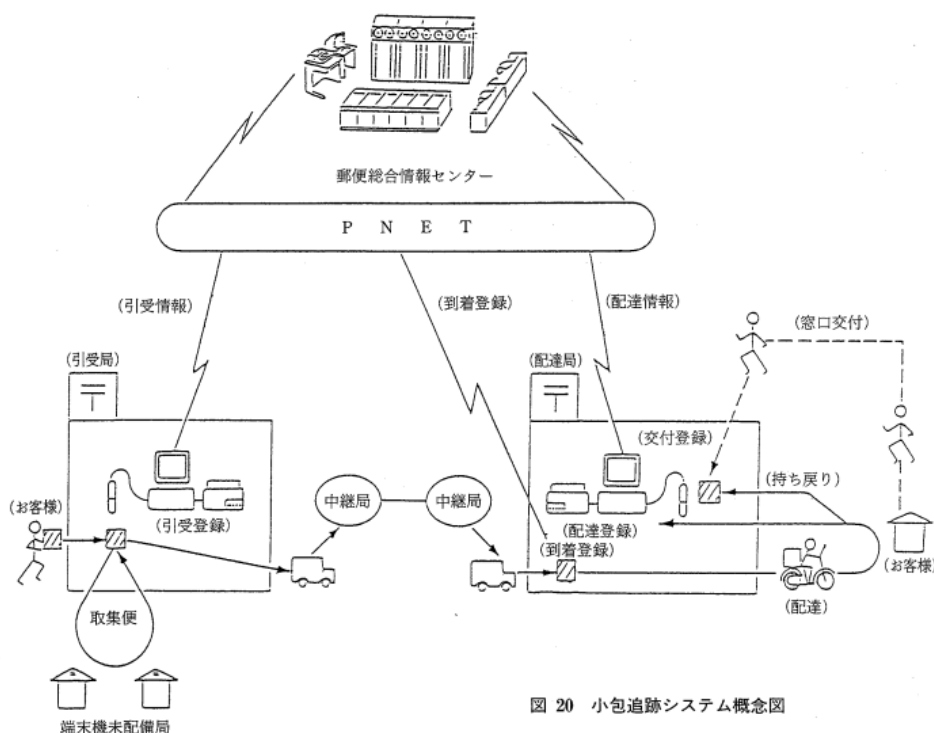 郵便総合情報センター
P N E T
(引受情報)
(到着登録)
(配達情報)
(窓口交付)
(引受局)
〒
(配達局)
〒
(交付登録)
(持ち戻り)
(お客様)
(引受登録)
中継局
中継局
(配達登録)
(到着登録)
(お客様)
(配達)
取集便
端末機未配備局
図 20 小包追跡システム概念図